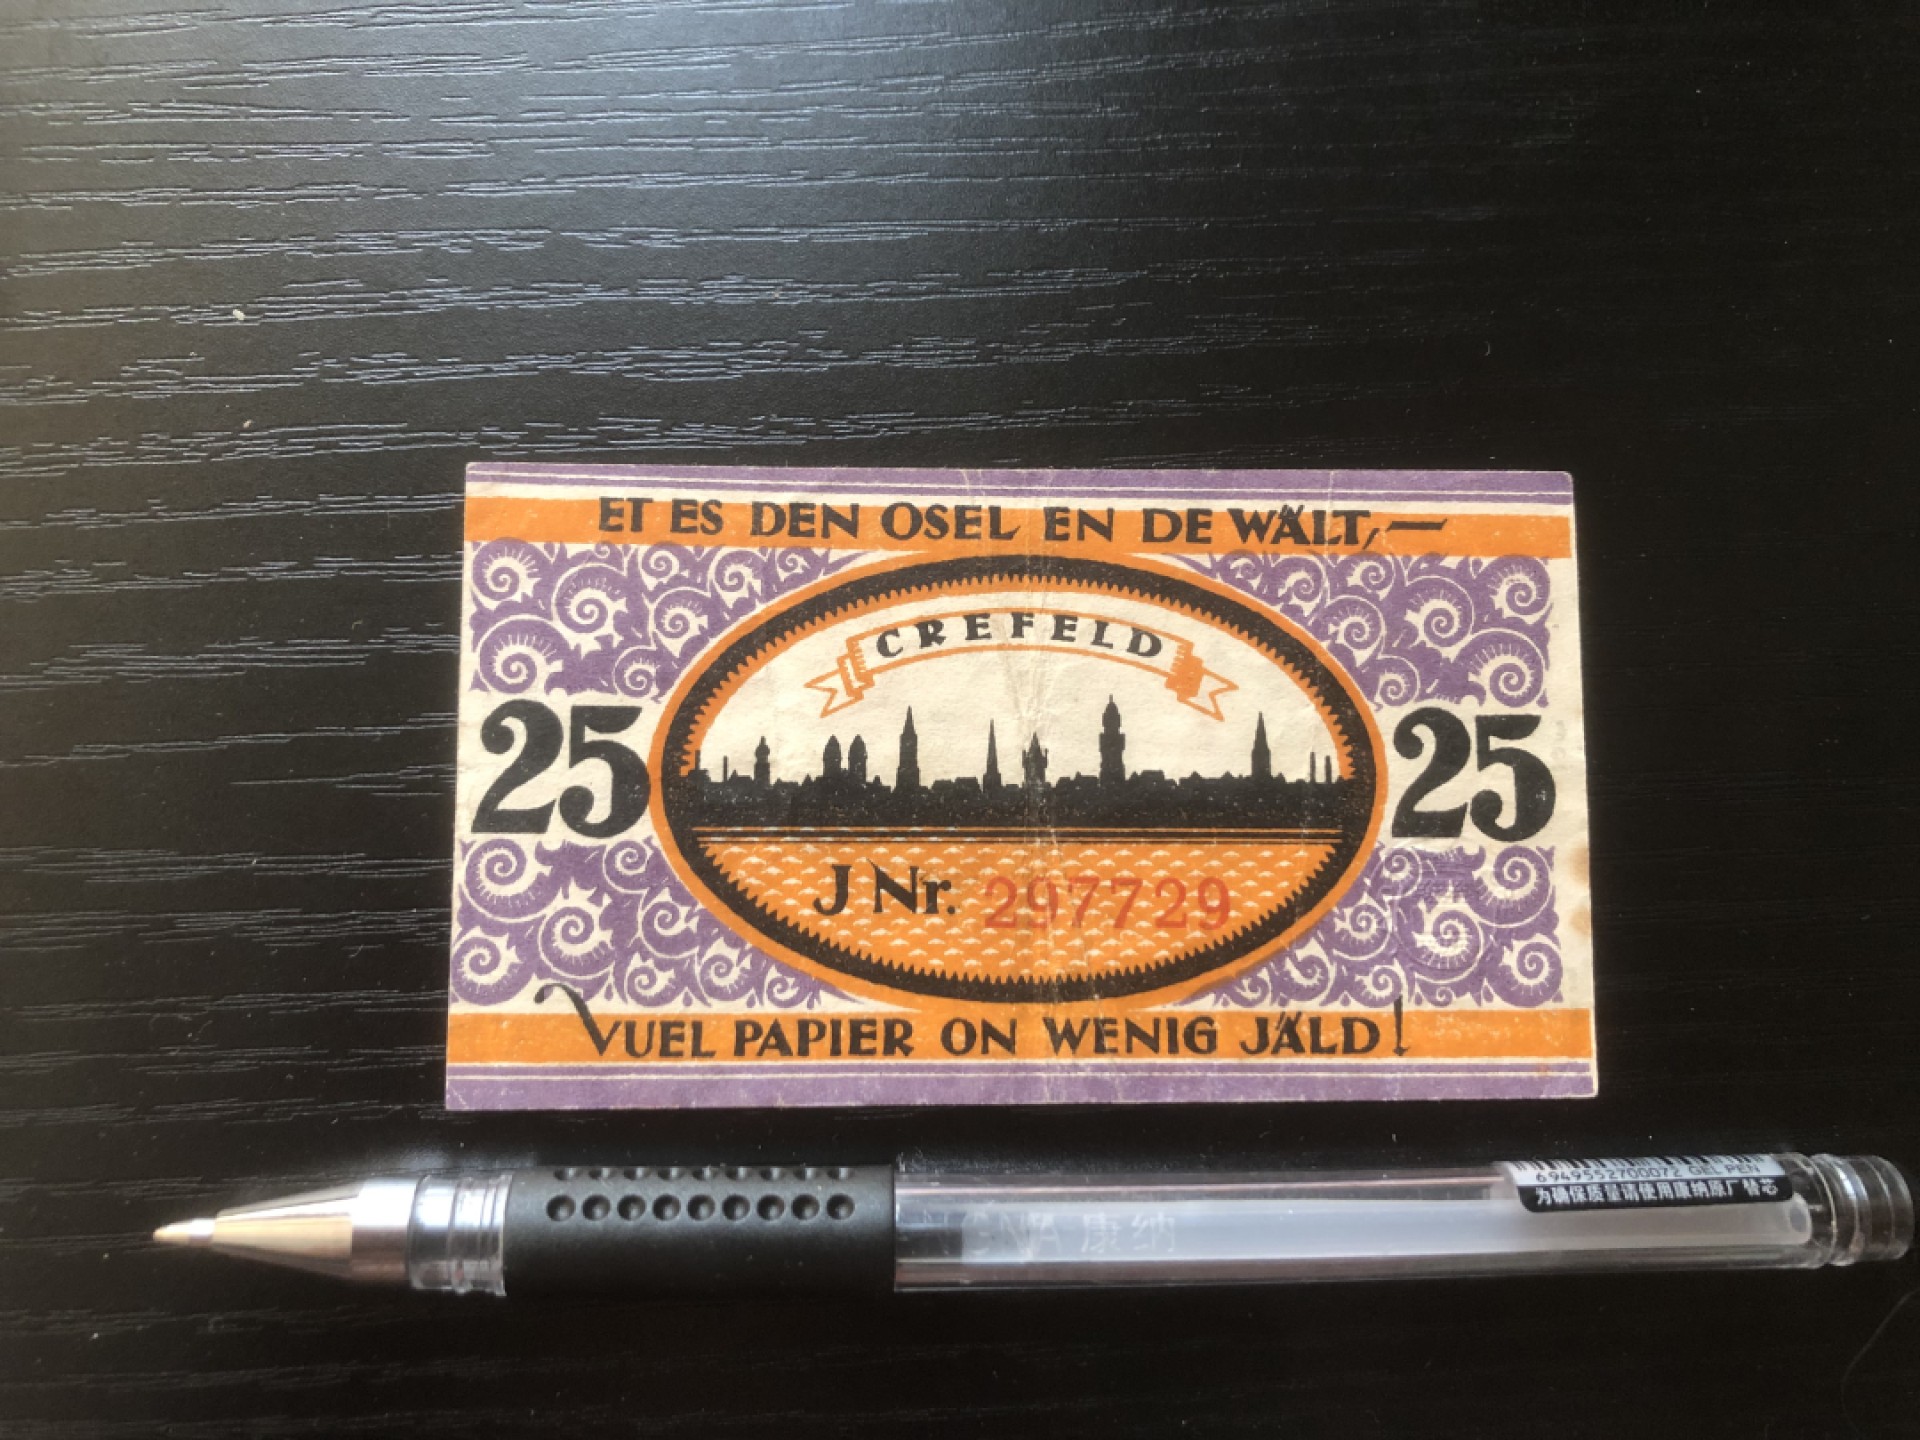 ET ES DEN OSEL EN DE WÄLT,—
CREFELD
25 25
J Nr. 297729
VUEL PAPIER ON WENIG JÄLD!
6949552700072 GEL PEN
为确保质量请使用康纳原厂替芯
康纳